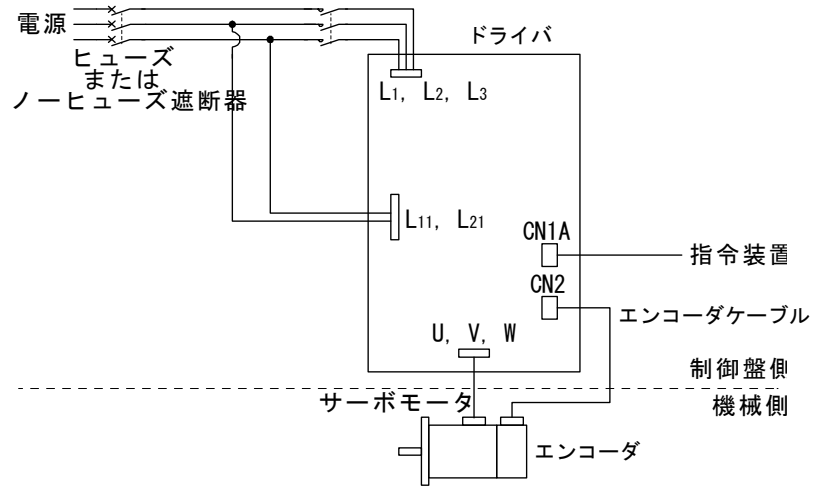 電源
ドライバ
ヒューズ
または
ノーヒューズ遮断器
L1, L2, L3
L11, L21
CN1A
指令装置
CN2
エンコーダケーブル
U, V, W
制御盤側
サーボモータ
機械側
エンコーダ